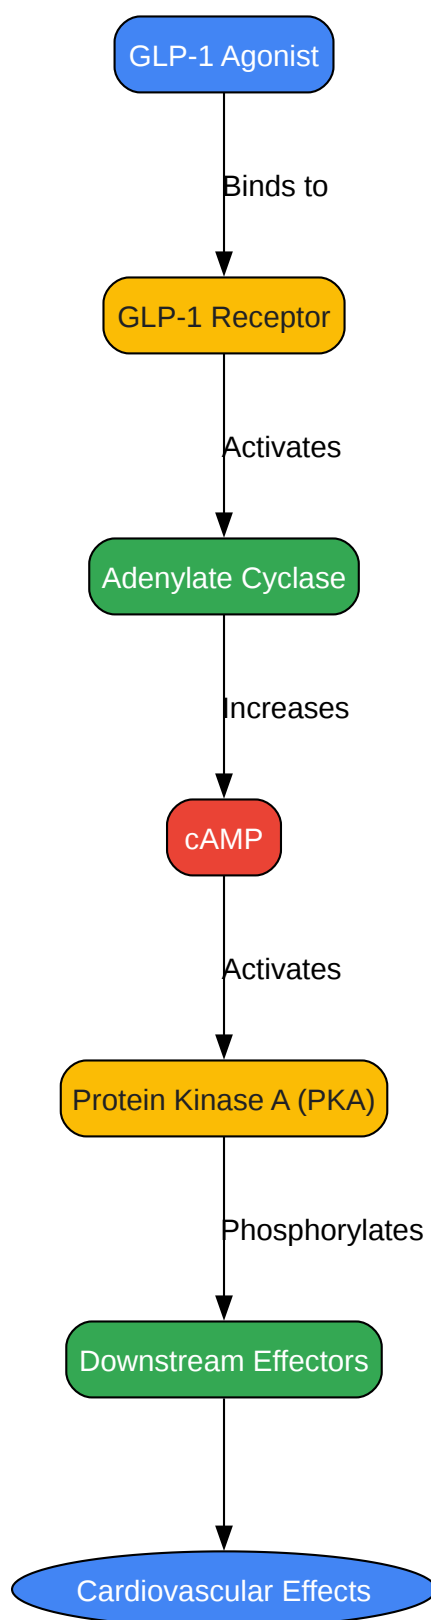 GLP-1 Agonist
Binds to
GLP-1 Receptor
Activates
Adenylate Cyclase
Increases
cAMP
Activates
Protein Kinase A (PKA)
Phosphorylates
Downstream Effectors
Cardiovascular Effects